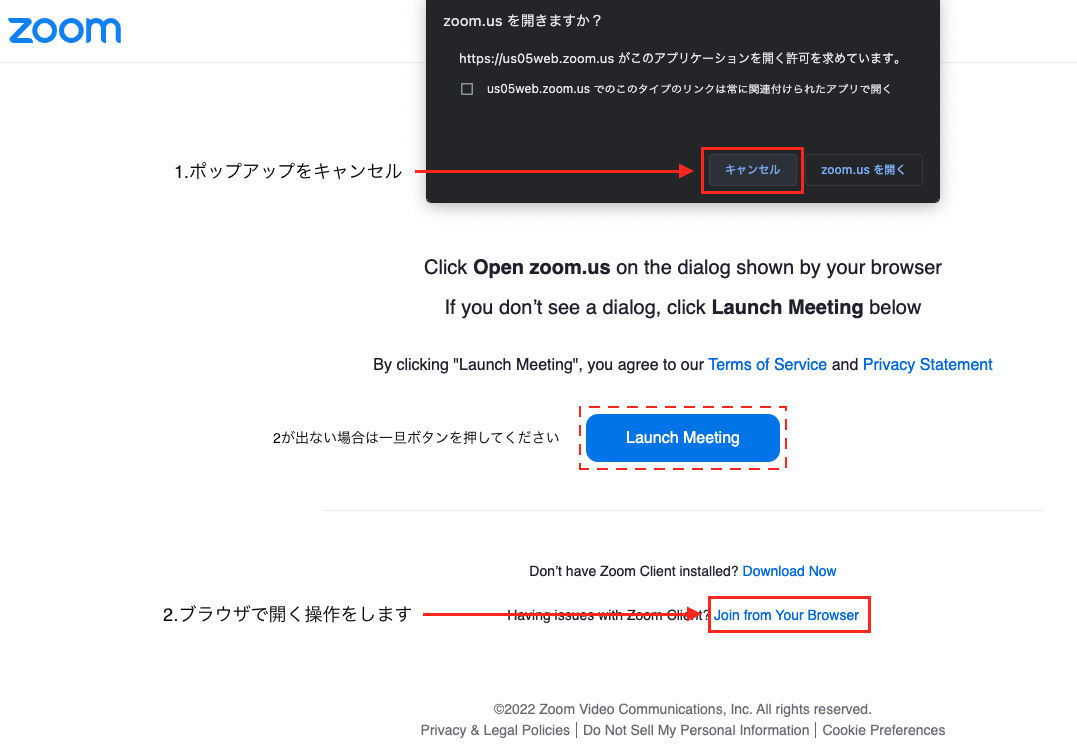 zoom
zoom.us を開きますか？
https://us05web.zoom.us がこのアプリケーションを開く許可を求めています。
us05web.zoom.us でのこのタイプのリンクは常に関連付けられたアプリで開く
1.ポップアップをキャンセル
キャンセル zoom.us を開く
Click Open zoom.us on the dialog shown by your browser
If you don’t see a dialog, click Launch Meeting below
By clicking "Launch Meeting", you agree to our Terms of Service and Privacy Statement
2が出ない場合は一旦ボタンを押してください Launch Meeting
Don’t have Zoom Client installed? Download Now
2.ブラウザで開く操作をします Having issues with Zoom Client? Join from Your Browser
©2022 Zoom Video Communications, Inc. All rights reserved.
Privacy & Legal Policies | Do Not Sell My Personal Information | Cookie Preferences